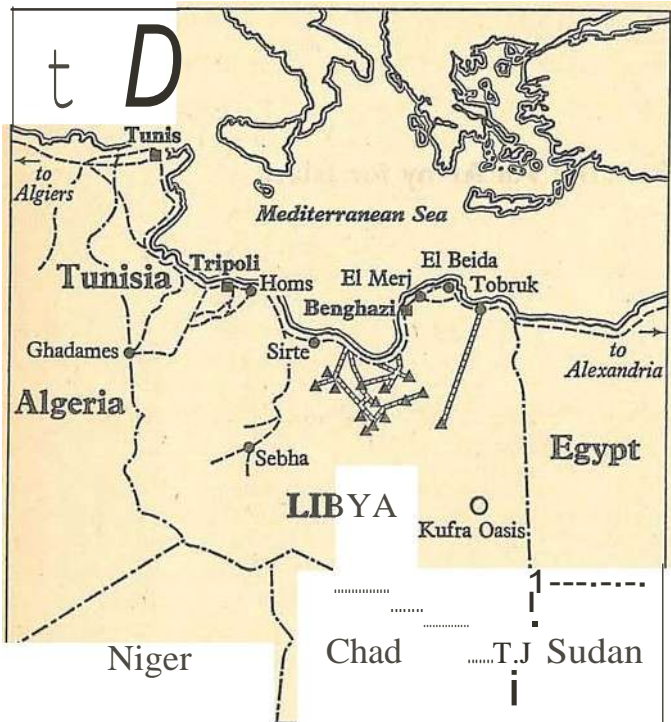 t D
Tunis
to
Algiers
Mediterranean Sea
Tunisia
Tripoli
Homs
El Beida
El Merj
Tobruk
Benghazi
Ghadames
Sirte
to
Alexandria
Algeria
Egypt
Sebha
LIBYA
Kufra Oasis
Niger
Chad
T.J
Sudan
1
i